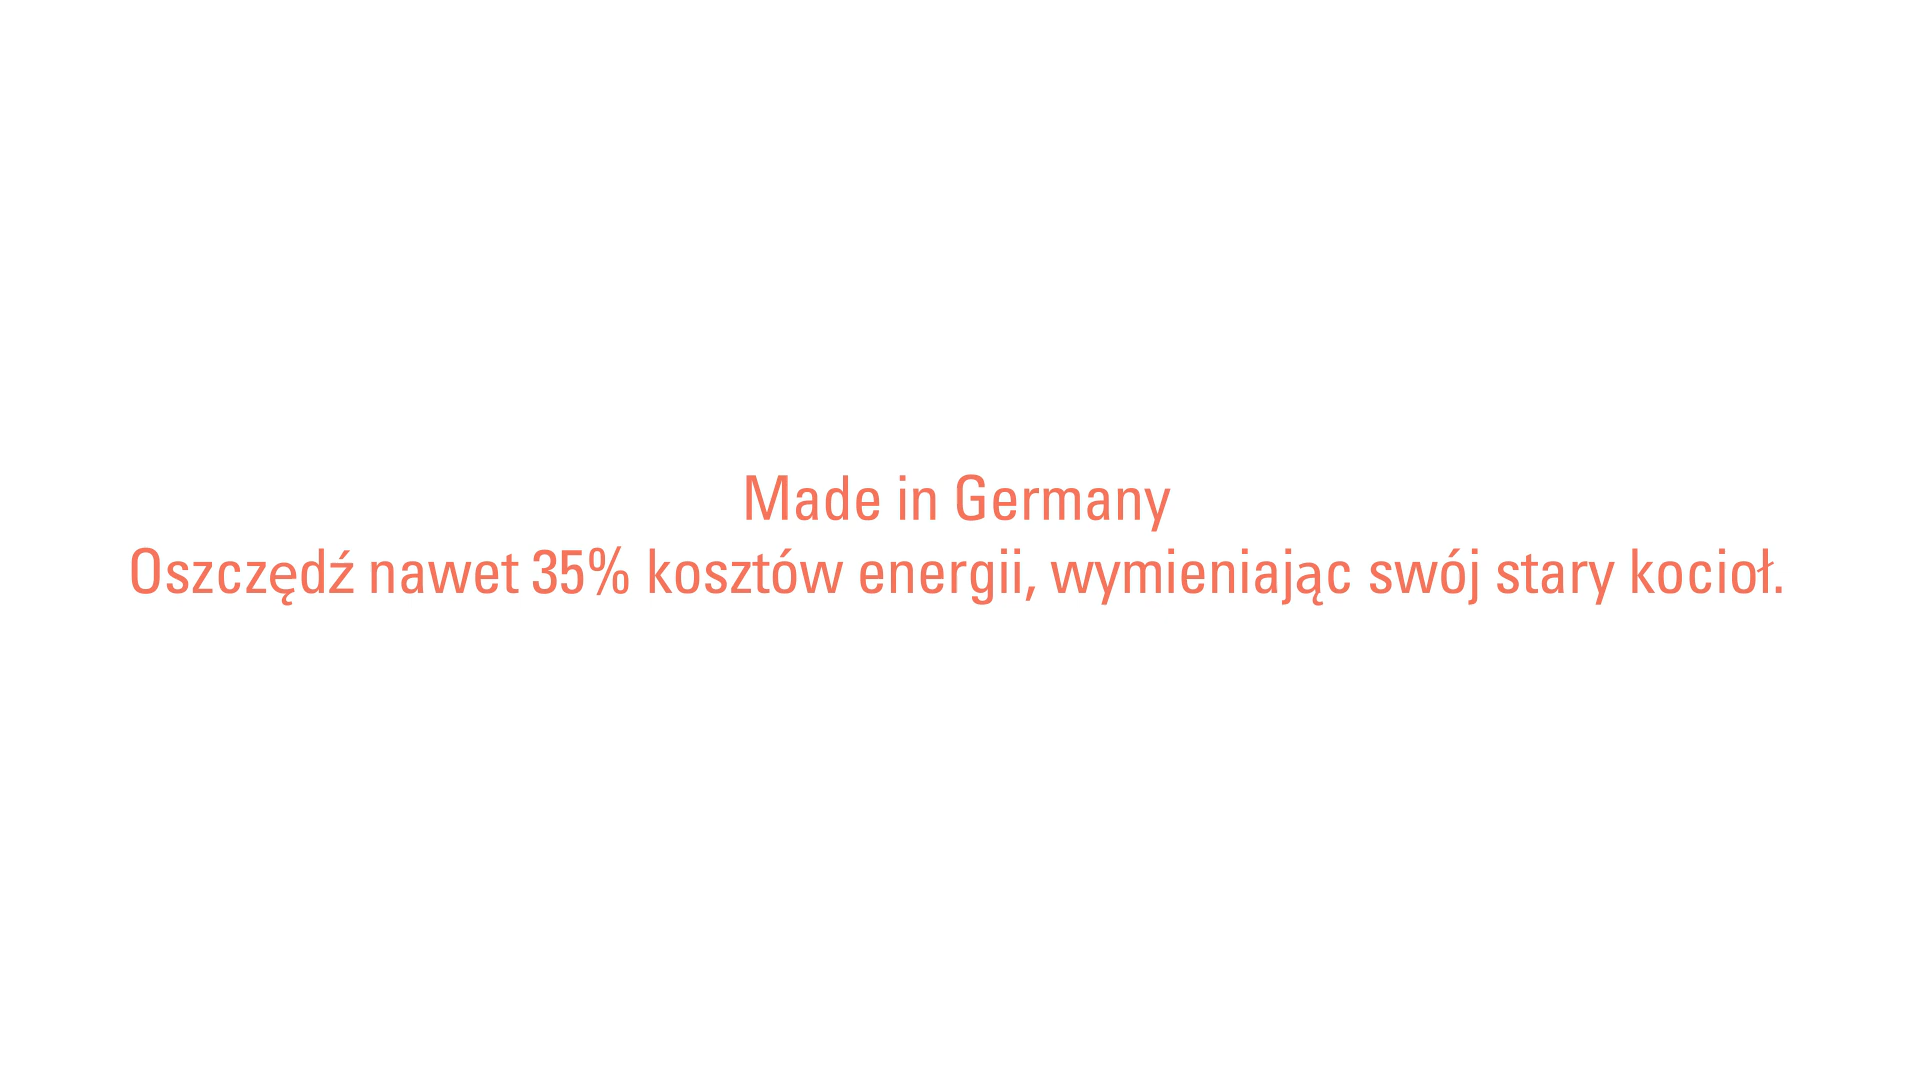 Made in Germany
Oszczędź nawet 35% kosztów energii, wymieniając swój stary kocioł.